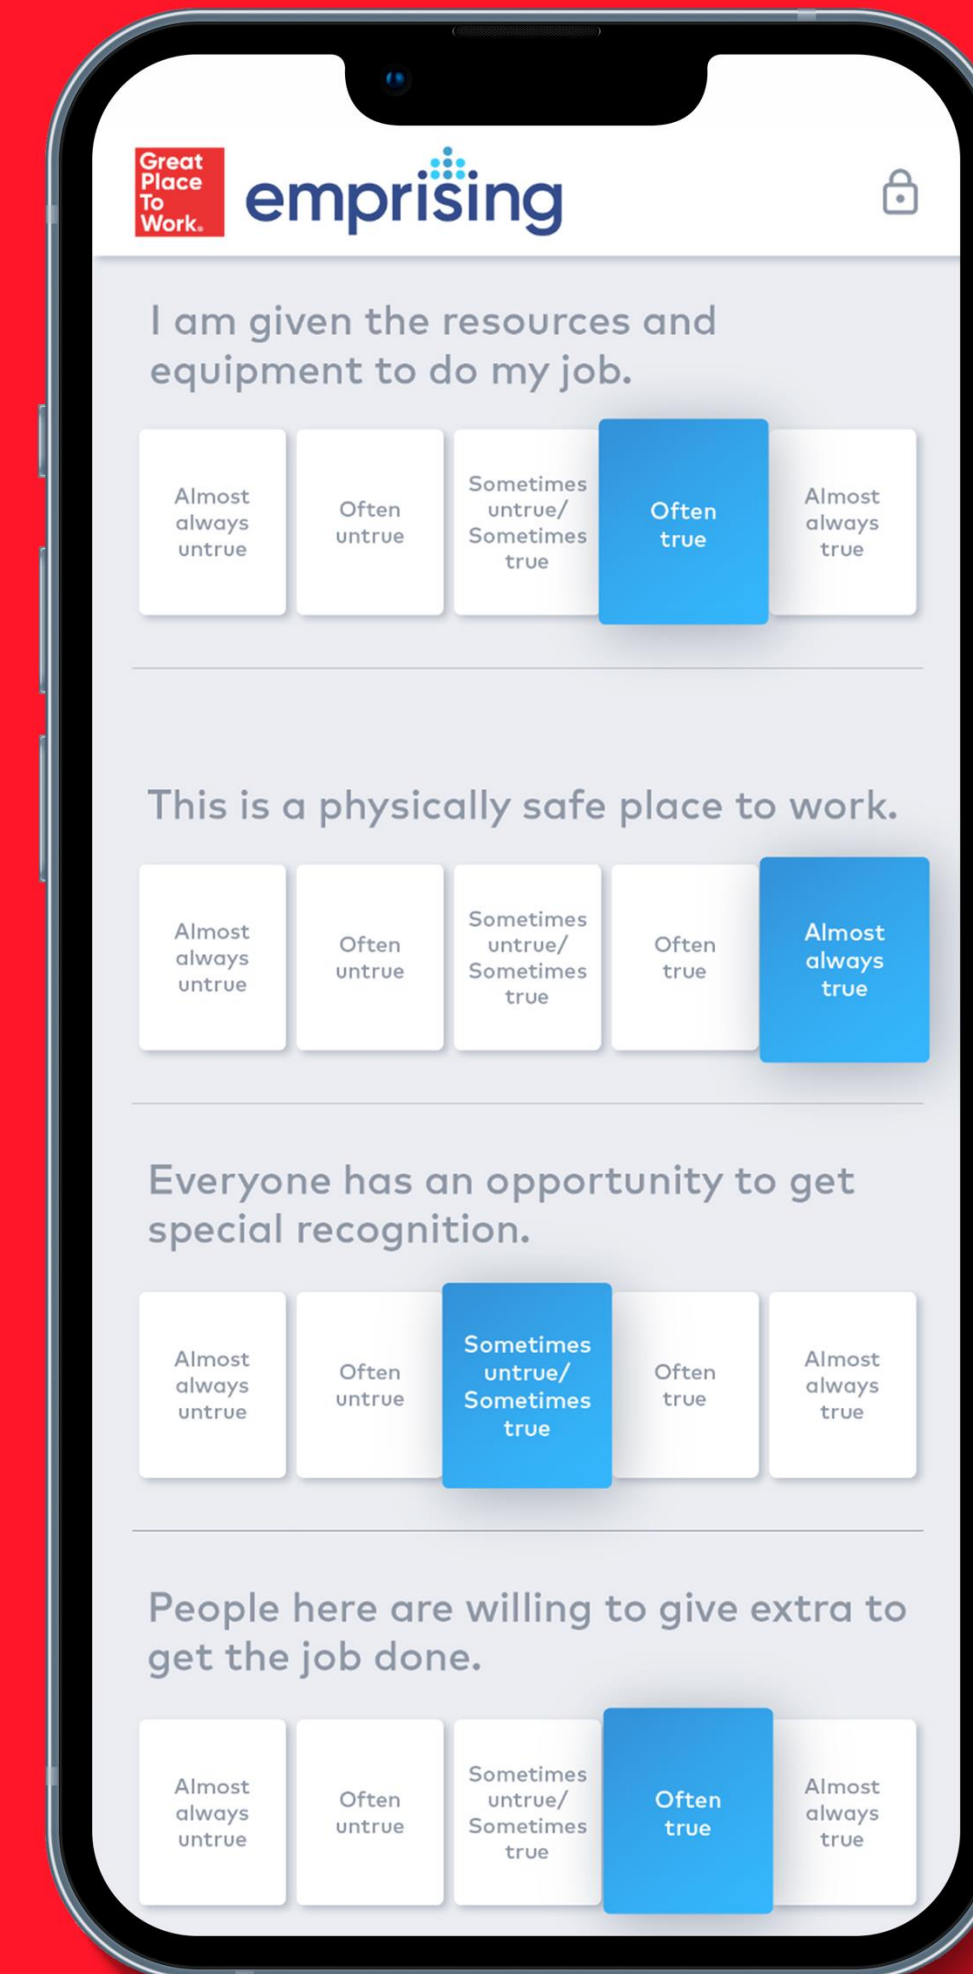 Great
Place
To
Work.
emprising
I am given the resources and
equipment to do my job.
Almost
always
untrue
Often
untrue
Sometimes
untrue/
Sometimes
true
Often
true
Almost
always
true
This is a physically safe place to work.
Almost
always
untrue
Often
untrue
Sometimes
untrue/
Sometimes
true
Often
true
Almost
always
true
Everyone has an opportunity to get
special recognition.
Almost
always
untrue
Often
untrue
Sometimes
untrue/
Sometimes
true
Often
true
Almost
always
true
People here are willing to give extra to
get the job done.
Almost
always
untrue
Often
untrue
Sometimes
untrue/
Sometimes
true
Often
true
Almost
always
true